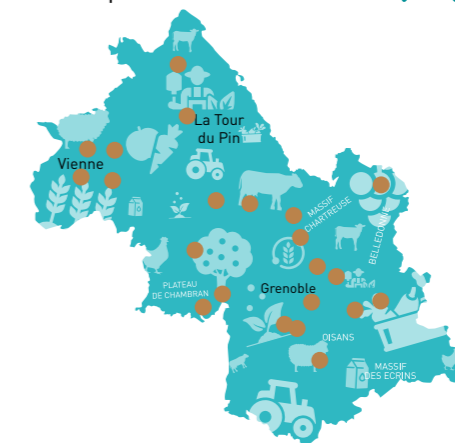 La Tour
du Pin
Vienne
MASSIF
CHARTREUSE
BELLEDONNE
PLATEAU
DE CHAMBRAN
Grenoble
OISANS
MASSIF
DES ECRINS